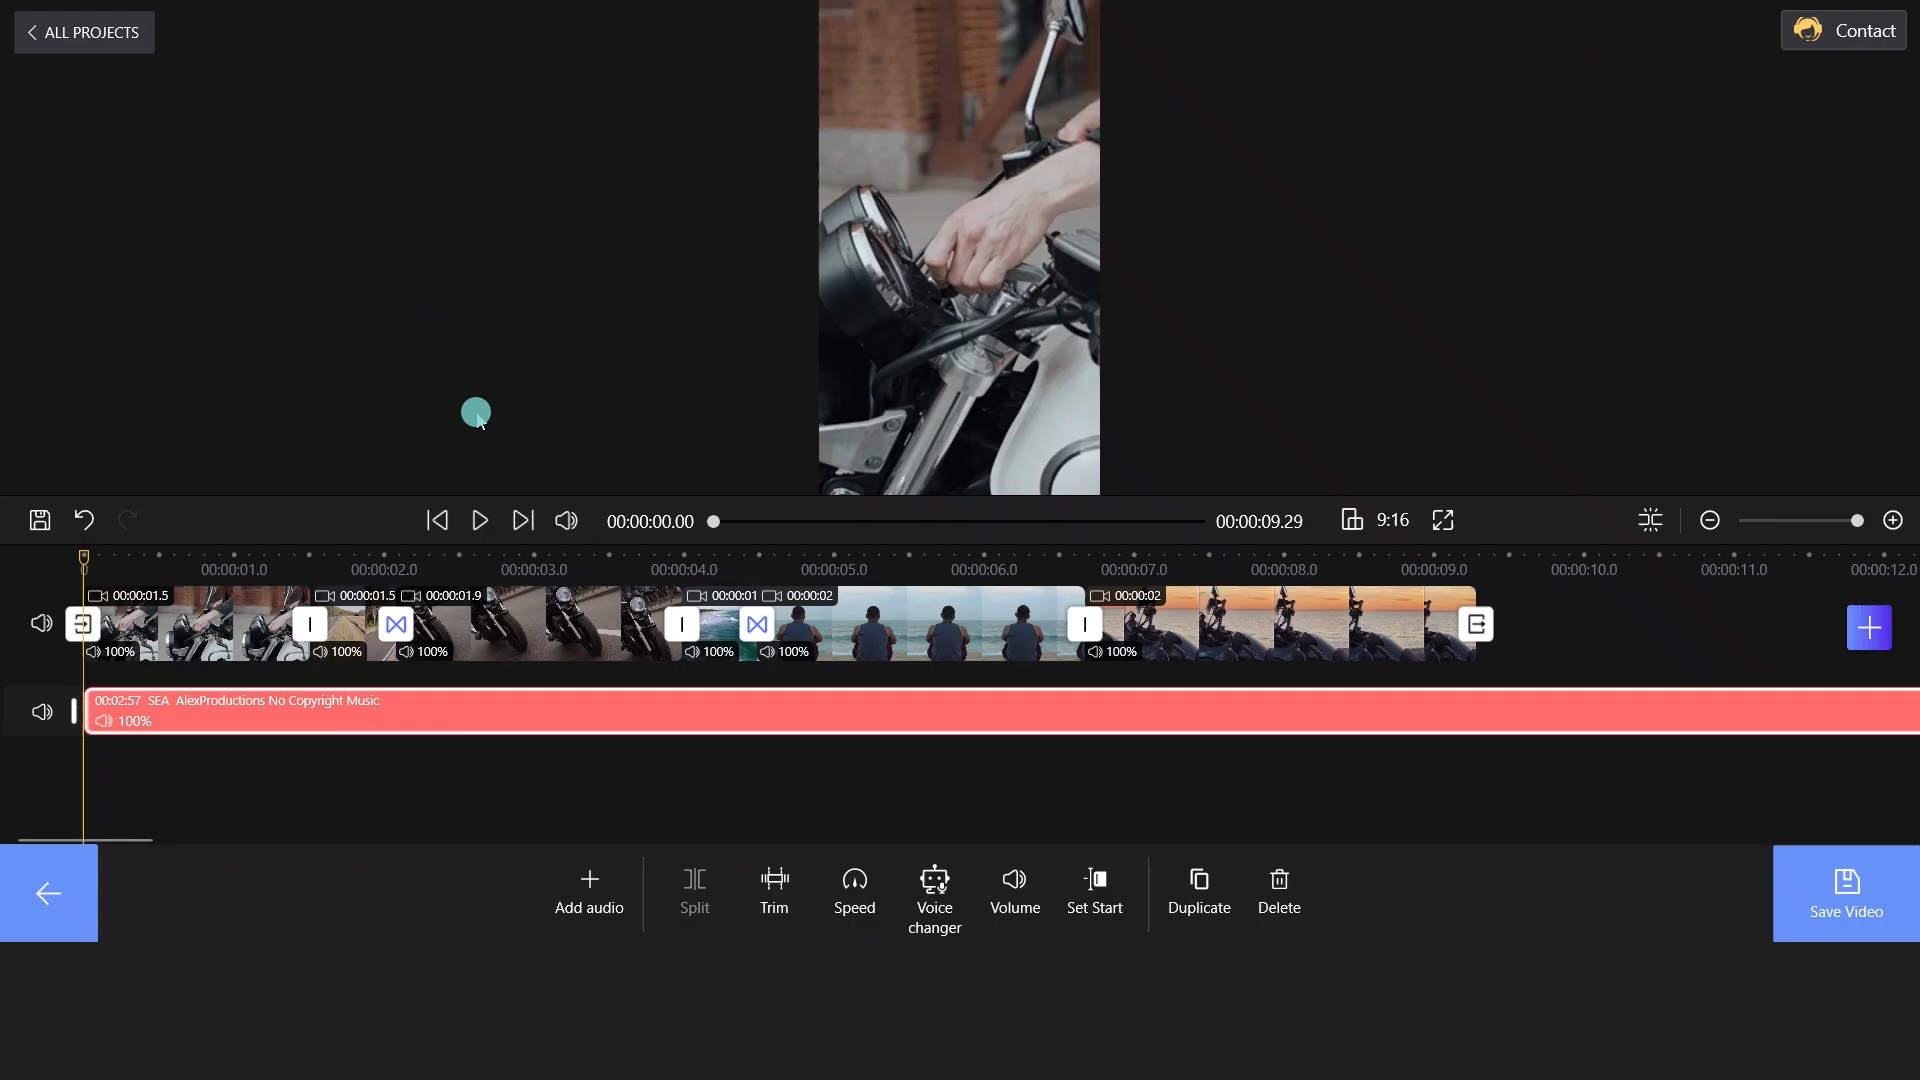 ALL PROJECTS
Contact
00:00:00.00
00:00:09.29
9:16
0
00:00:01.0
00:00:02.0
00:00:03.0
00:00:04.0
00:00:05.0
00:00:06.0
00:00:07.0
00:00:08.0
00:00:09.0
00:00:10.0
00:00:11.0
00:00:12.0
00:00:01.5
00:00:01.5
00:00:01.9
00:00:01
00:00:02
00:00:02
100%
100%
100%
100%
100%
100%
00:02:57 SEA AlexProductions No Copyright Music
100%
Add audio
Split
Trim
Speed
Voice
changer
Volume
Set Start
Duplicate
Delete
Save Video